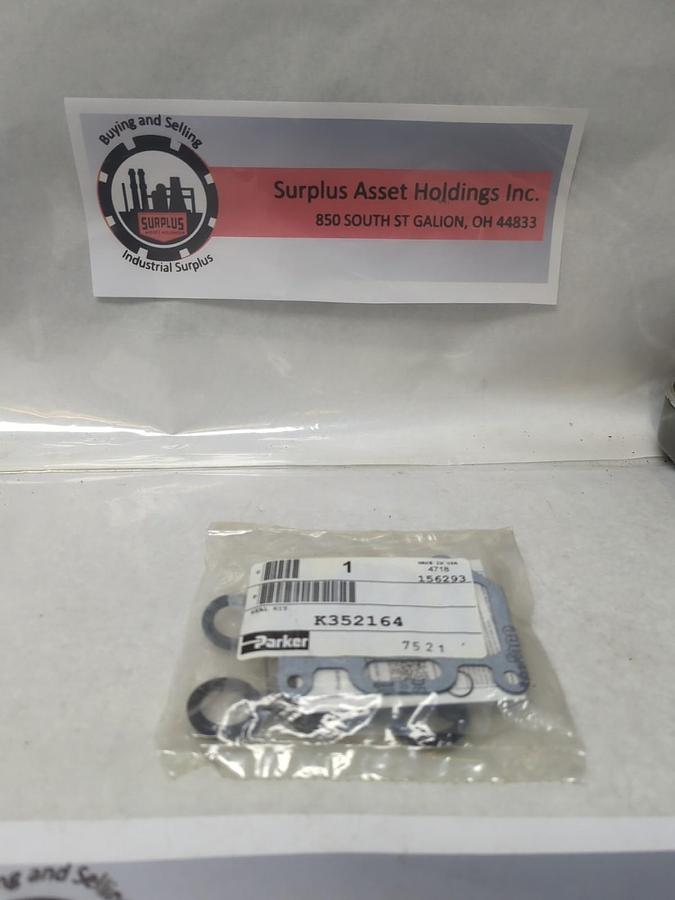 Buying and Selling
SURPLUS
Industrial Surplus
Surplus Asset Holdings Inc.
850 SOUTH ST GALION, OH 44833
1
MADE IN USA
4718
156293
SEAL KIT
K352164
Parker
7521
and Selling